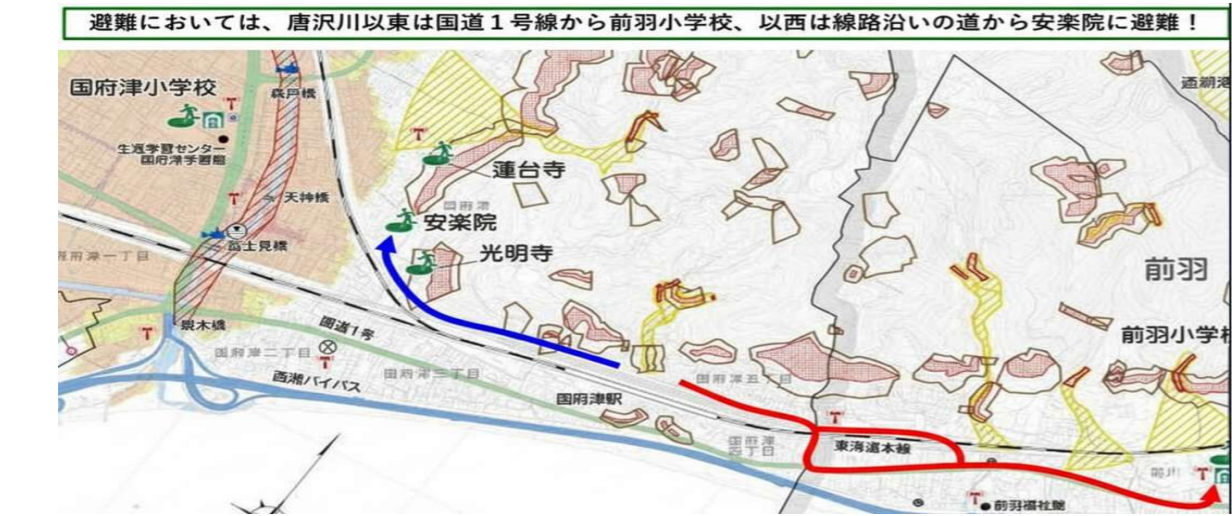 避難においては、唐沢川以東は国道１号線から前羽小学校、以西は線路沿いの道から安楽院に避難！
国府津小学校
森戸橋
生涯学習センター
国府津学習館
天神橋
蓮台寺
国府津
安楽院
富士見橋
光明寺
府津一丁目
前羽
親木橋
国道1号
前羽小学校
国府津二丁目
西湘バイパス
国府津三丁目
国府津五丁目
国府津駅
国府津
四丁目
東海道本線
前川
前羽福祉館